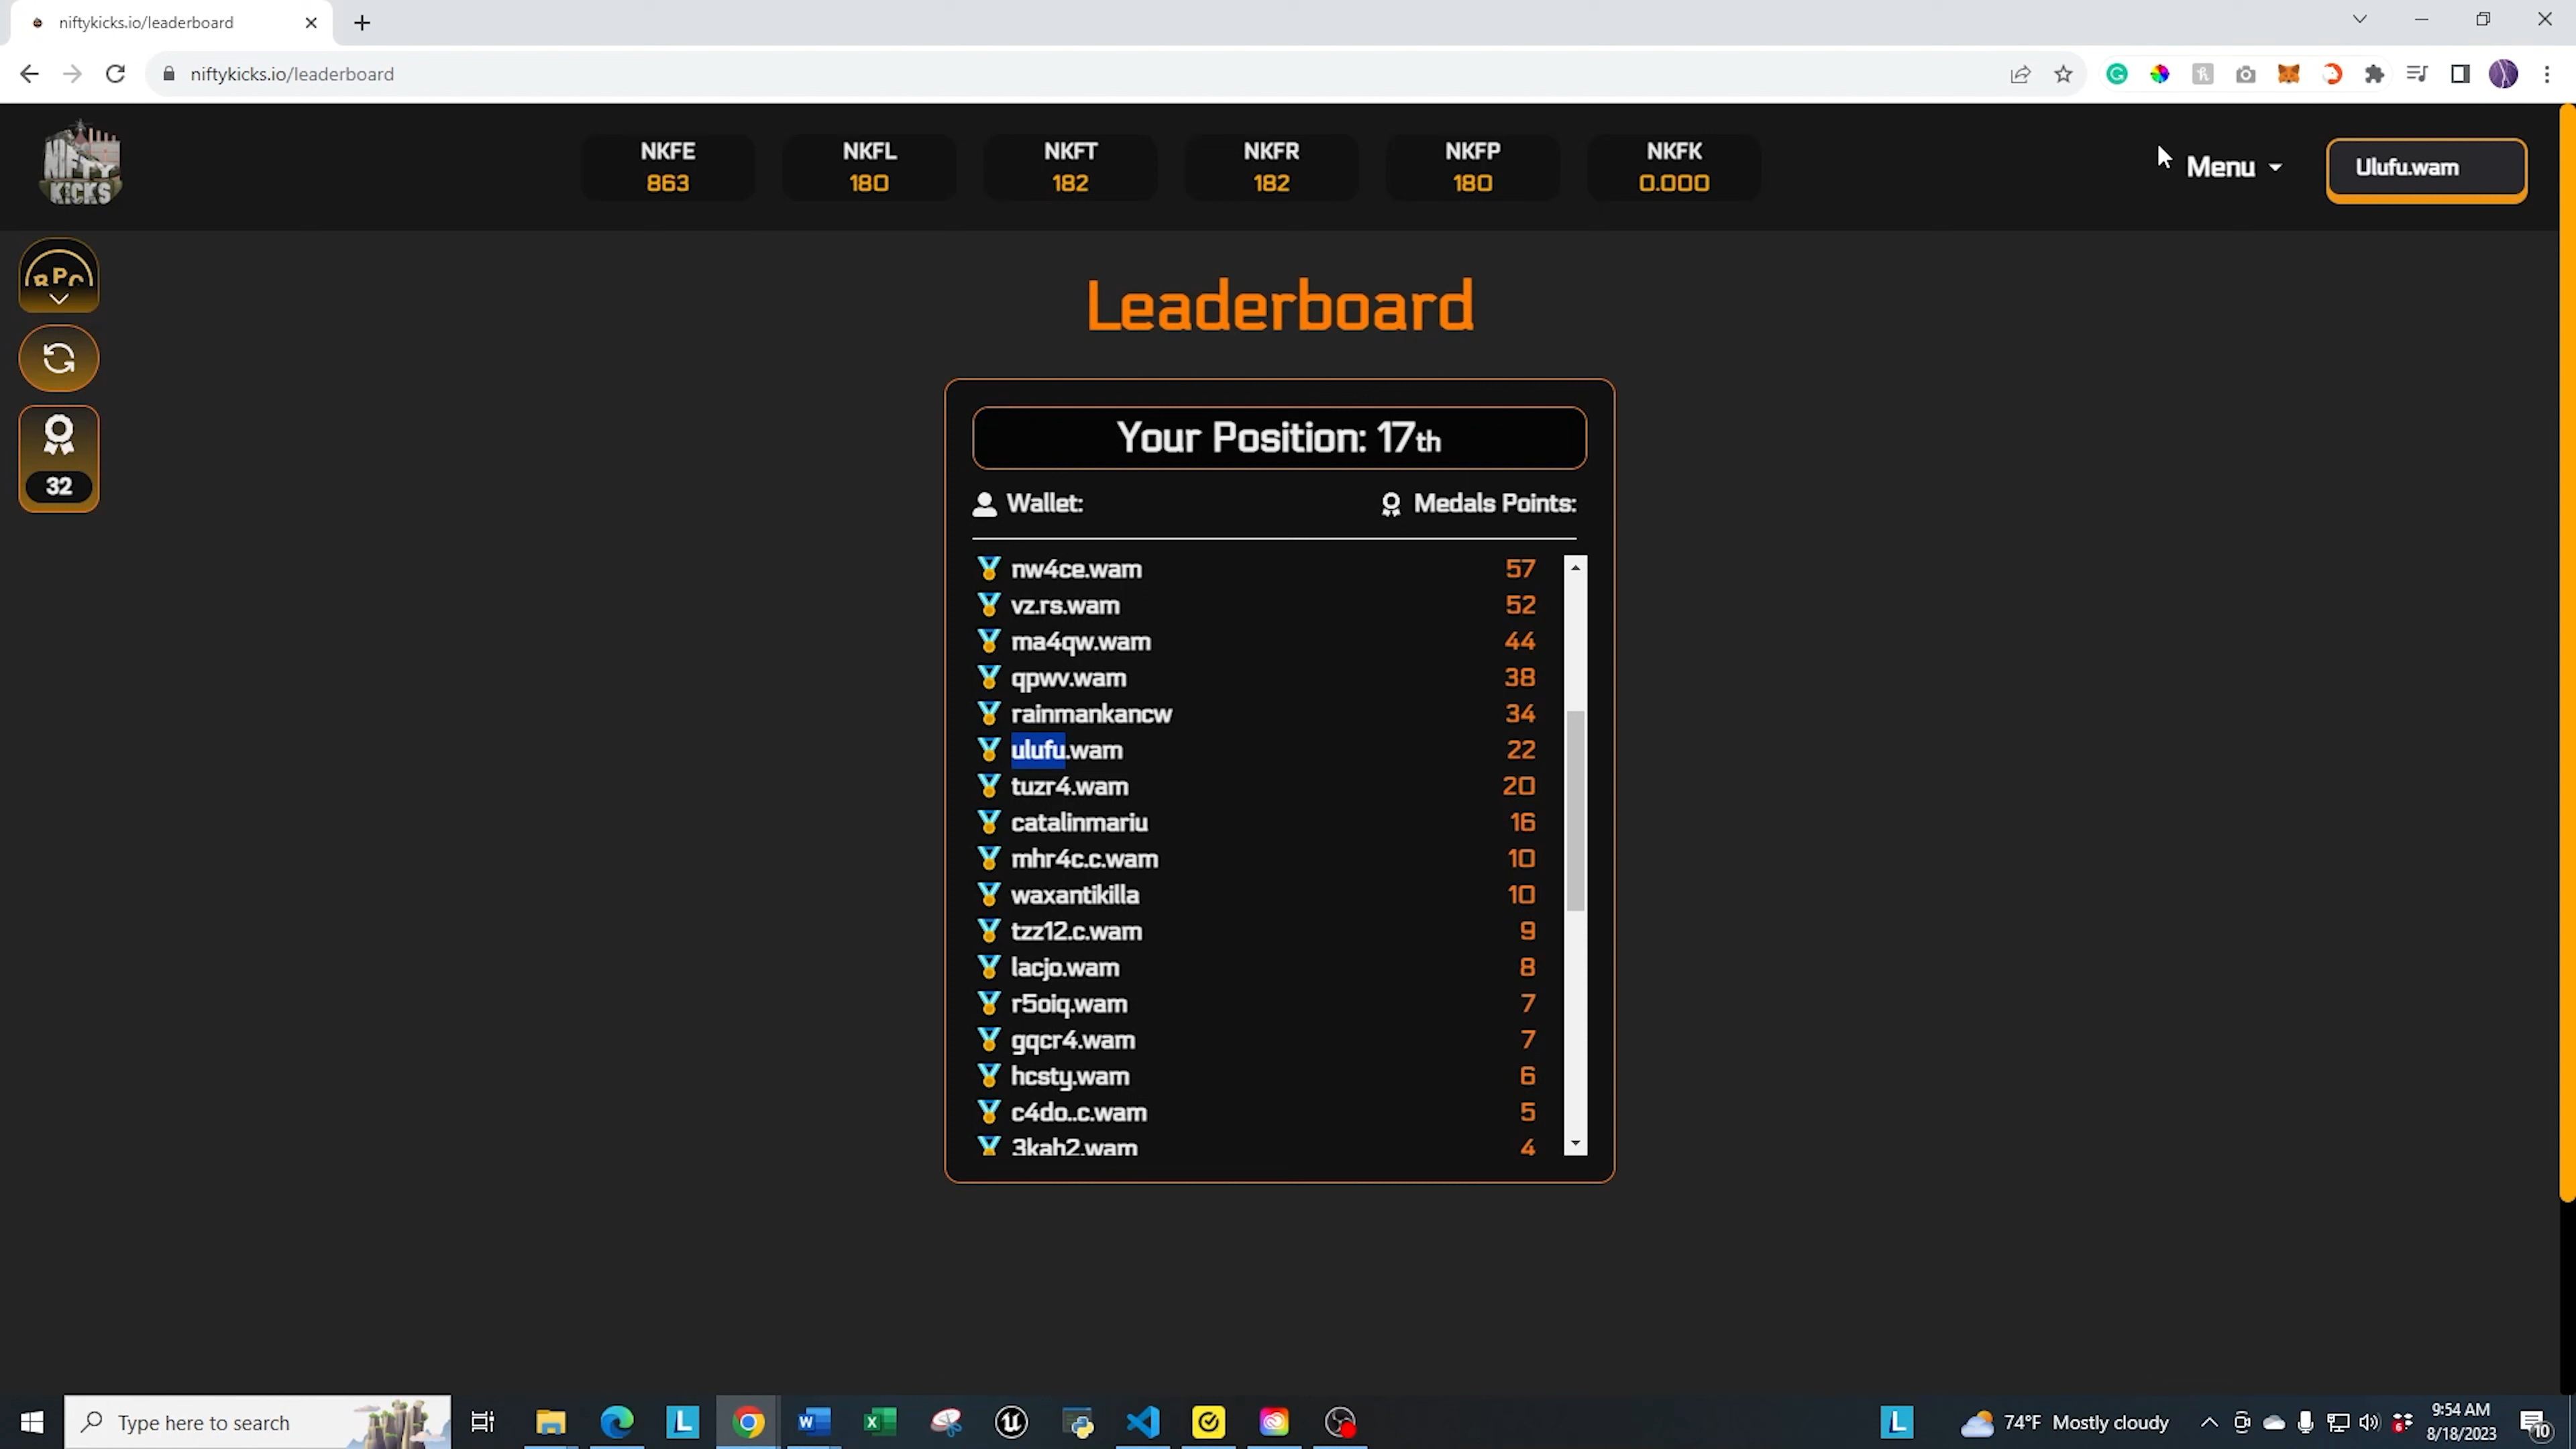 niftykicks.io/leaderboard
niftykicks.io/leaderboard
NIFTY
KICKS
NKFE
863
NKFL
180
NKFT
182
NKFR
182
NKFP
180
NKFK
0.000
Menu
Ulufu.wam
32
Leaderboard
Your Position: 17th
Wallet: Medals Points:
nw4ce.wam 57
vz.rs.wam 52
ma4qw.wam 44
qpwv.wam 38
rainmankancw 34
ulufu.wam 22
tuzr4.wam 20
catalinmariu 16
mhr4c.c.wam 10
waxantikilla 10
tzz12.c.wam 9
lacjo.wam 8
r5oiq.wam 7
gqcr4.wam 7
hcsty.wam 6
c4do..c.wam 5
3kah2.wam 4
Type here to search
74°F Mostly cloudy
9:54 AM
8/18/2023
10